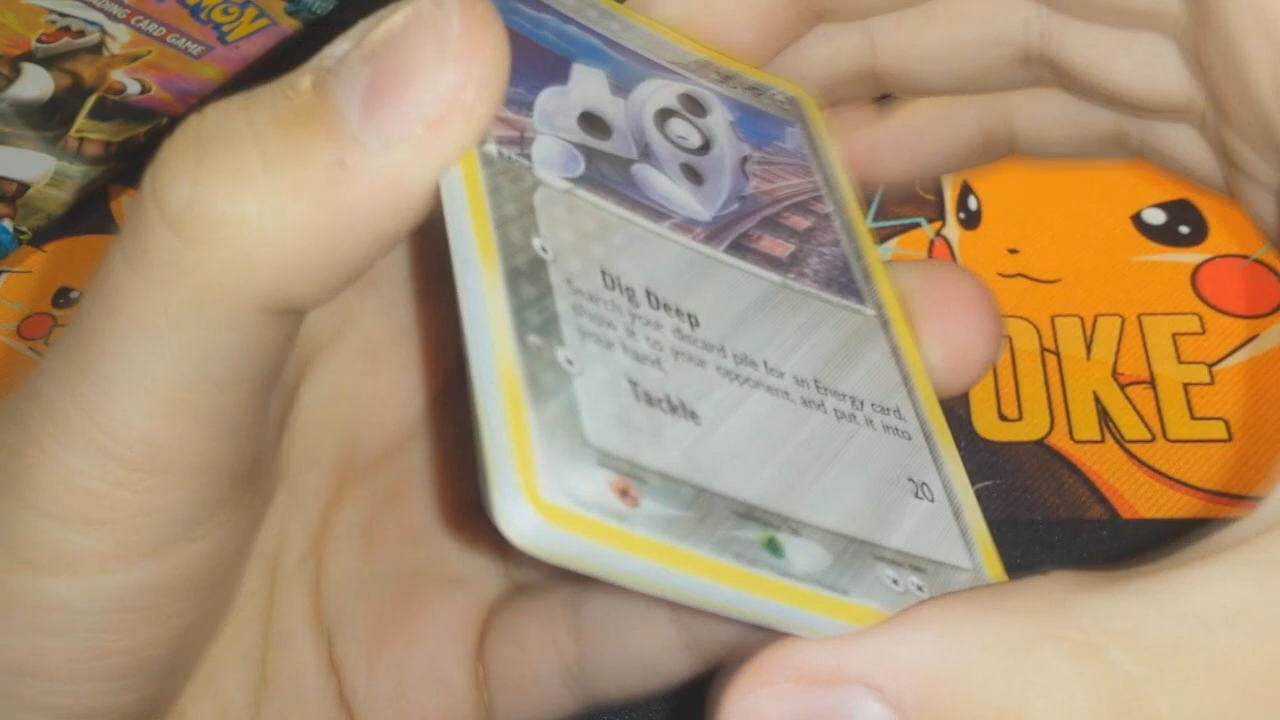 TRADING CARD GAME
Dig Deep
Search your discard pile for an Energy card,
show it to your opponent, and put it into
your hand.
Tackle
20
OKE